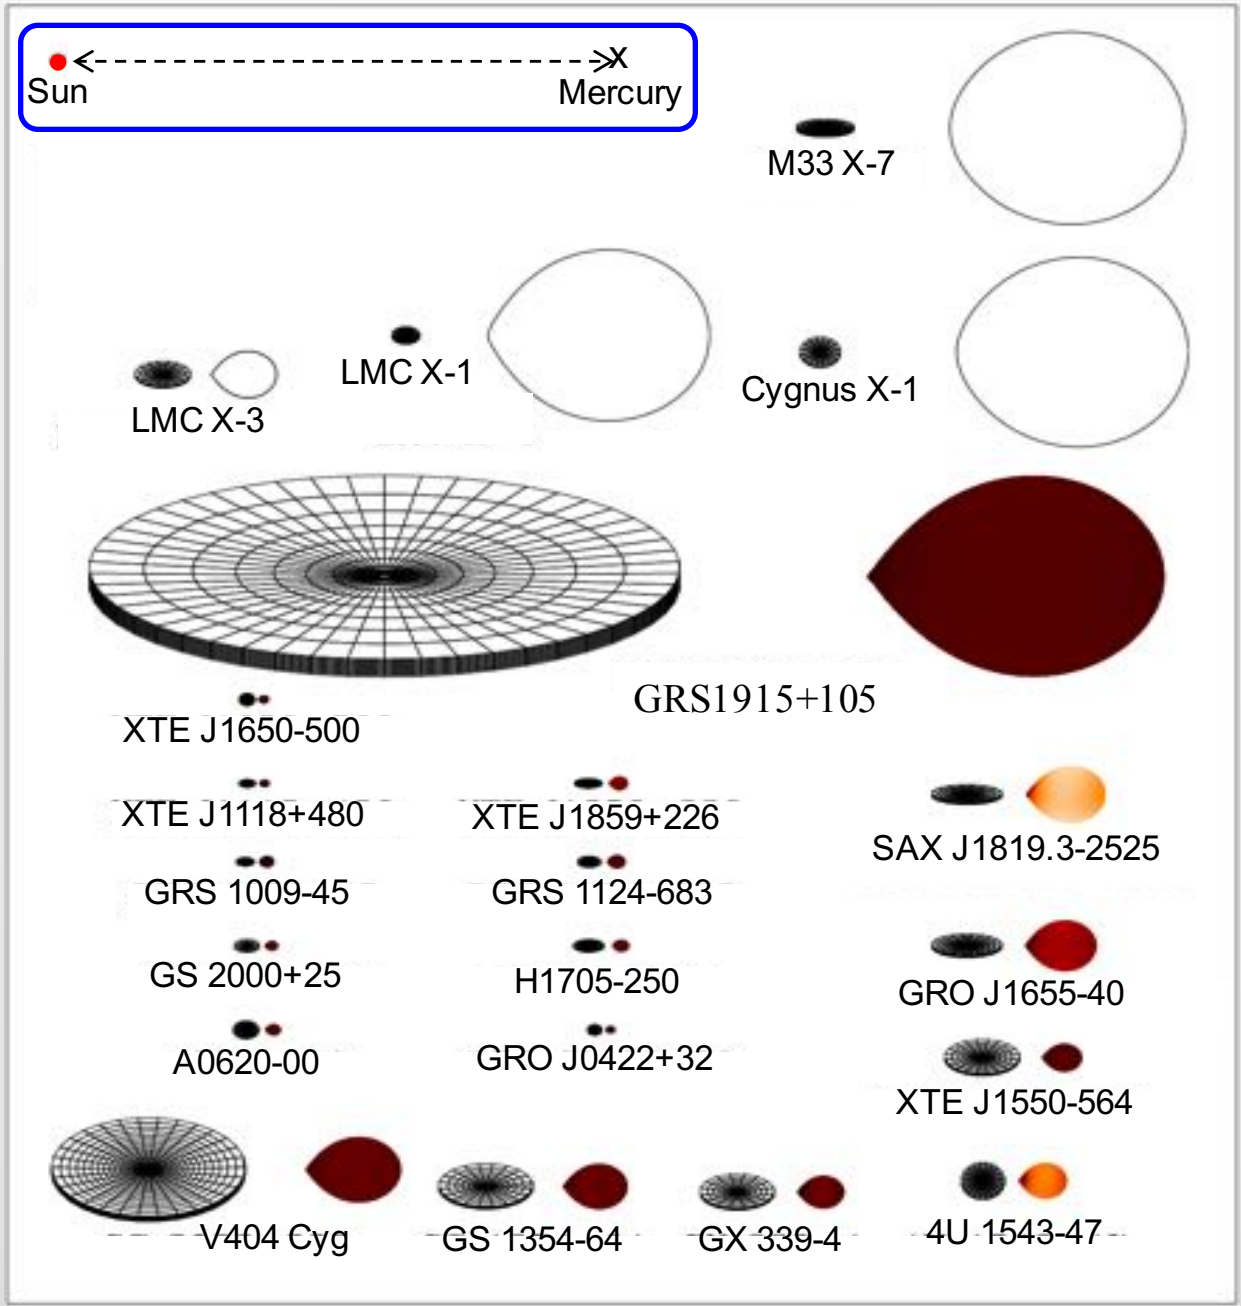 x
Sun
Mercury
M33 X-7
LMC X-1
Cygnus X-1
LMC X-3
GRS1915+105
XTE J1650-500
XTE J1118+480
XTE J1859+226
SAX J1819.3-2525
GRS 1009-45
GRS 1124-683
GS 2000+25
H1705-250
GRO J1655-40
A0620-00
GRO J0422+32
XTE J1550-564
V404 Cyg
GS 1354-64
GX 339-4
4U 1543-47